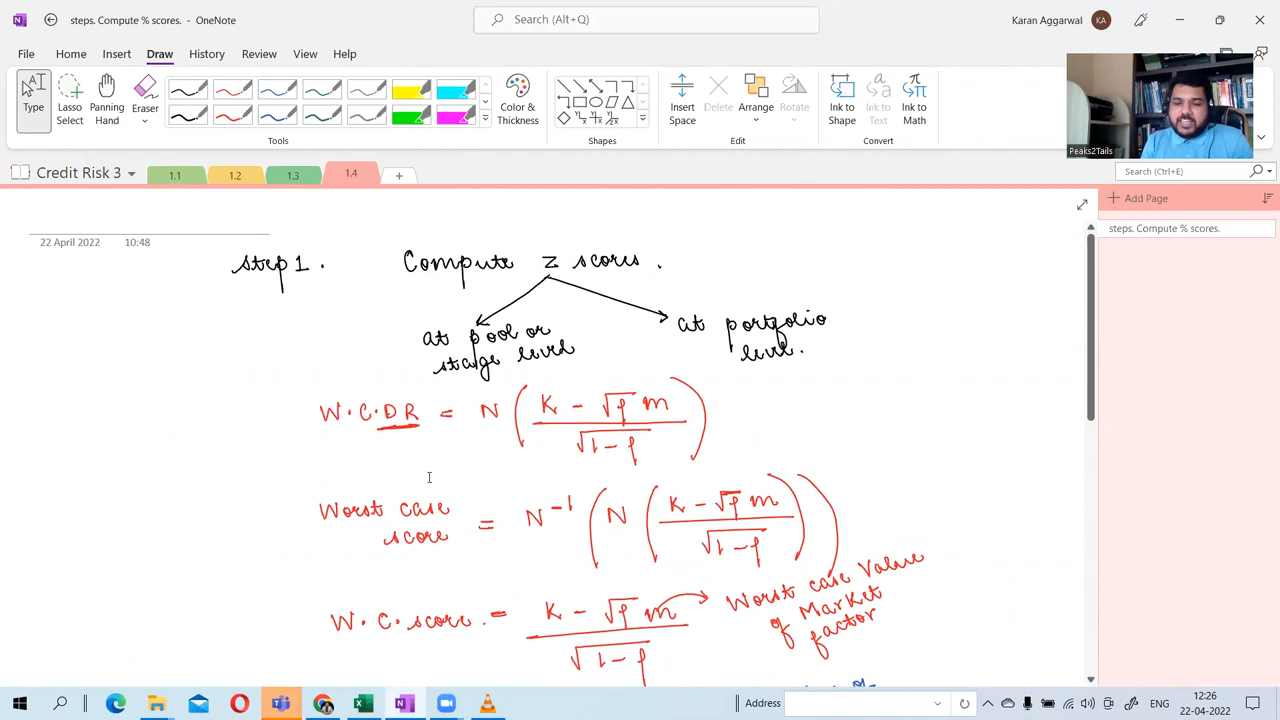 steps. Compute % scores. - OneNote
Search (Alt+Q)
Karan Aggarwal
KA
File Home Insert Draw History Review View Help
Type
Lasso Select
Panning Hand
Eraser
Color & Thickness
Insert Space
Delete
Arrange
Rotate
Ink to Shape
Ink to Text
Ink to Math
Tools
Shapes
Edit
Convert
Peaks2Tails
Credit Risk 3
1.1
1.2
1.3
1.4
Search (Ctrl+E)
Add Page
steps. Compute % scores.
22 April 2022 10:48
step 1. Compute z scores.
at pool or stage level
at portfolio level.
W.C.DR = N ( (K - √ρ m) / √1-ρ )
Worst case score = N⁻¹ ( N ( (K - √ρ m) / √1-ρ ) )
W.C.score. = (K - √ρ m) / √1-ρ
Worst case Value of Market factor
Address
12:26
22-04-2022